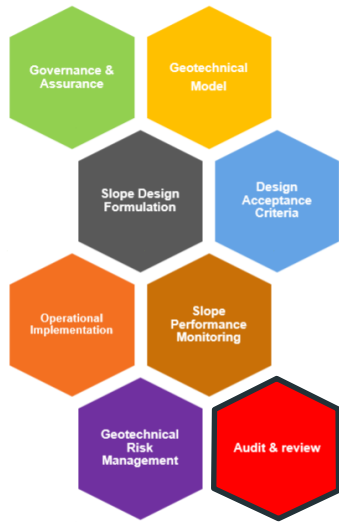 Governance &
Assurance
Geotechnical
Model
Slope Design
Formulation
Design
Acceptance
Criteria
Operational
Implementation
Slope
Performance
Monitoring
Geotechnical
Risk
Management
Audit & review